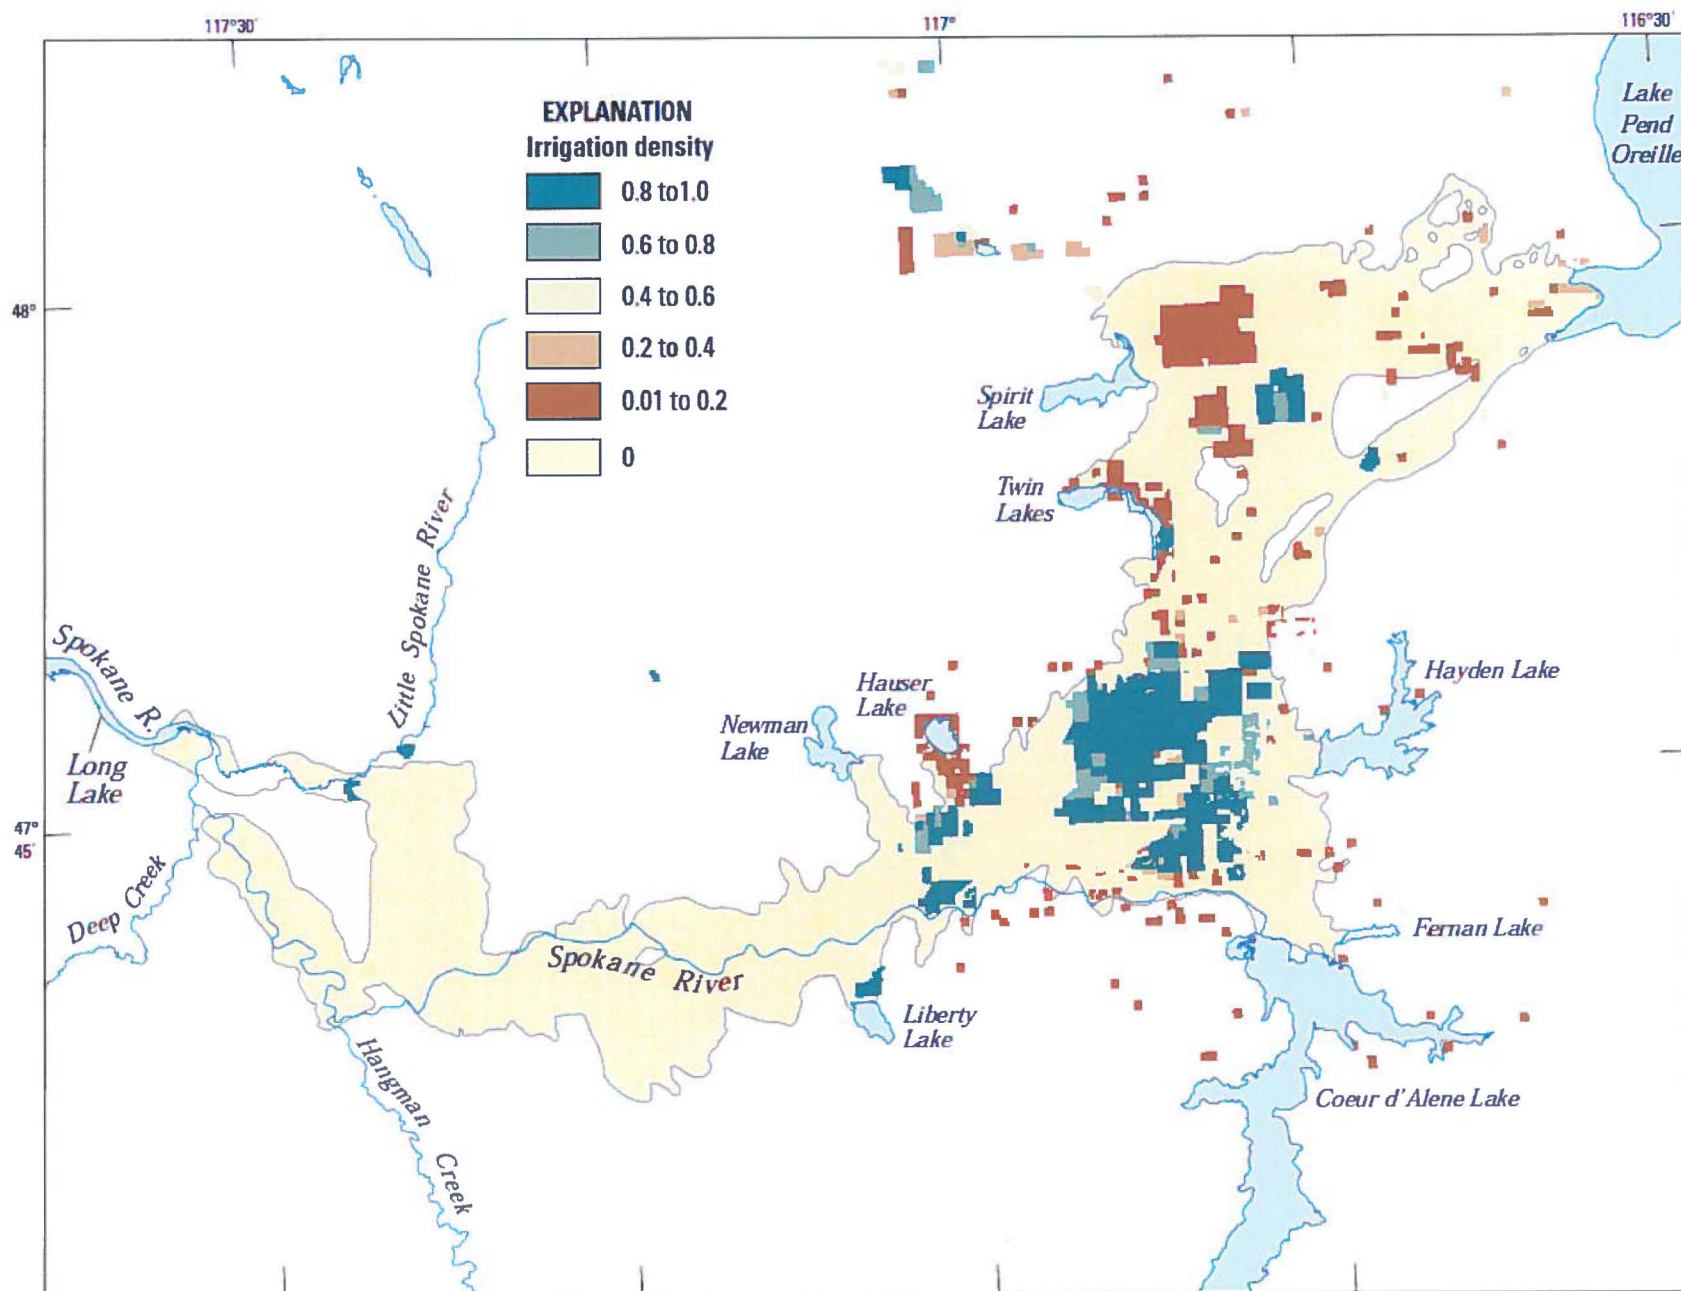 117°30'
117°
116°30'
EXPLANATION
Irrigation density
0.8 to1.0
0.6 to 0.8
0.4 to 0.6
0.2 to 0.4
0.01 to 0.2
0
Lake
Pend
Oreille
48°
Spirit
Lake
Twin
Lakes
Little Spokane River
Spokane R.
Long
Lake
Hauser
Lake
Newman
Lake
Hayden Lake
47°
45'
Deep Creek
Spokane River
Fernan Lake
Liberty
Lake
Hangman Creek
Coeur d'Alene Lake